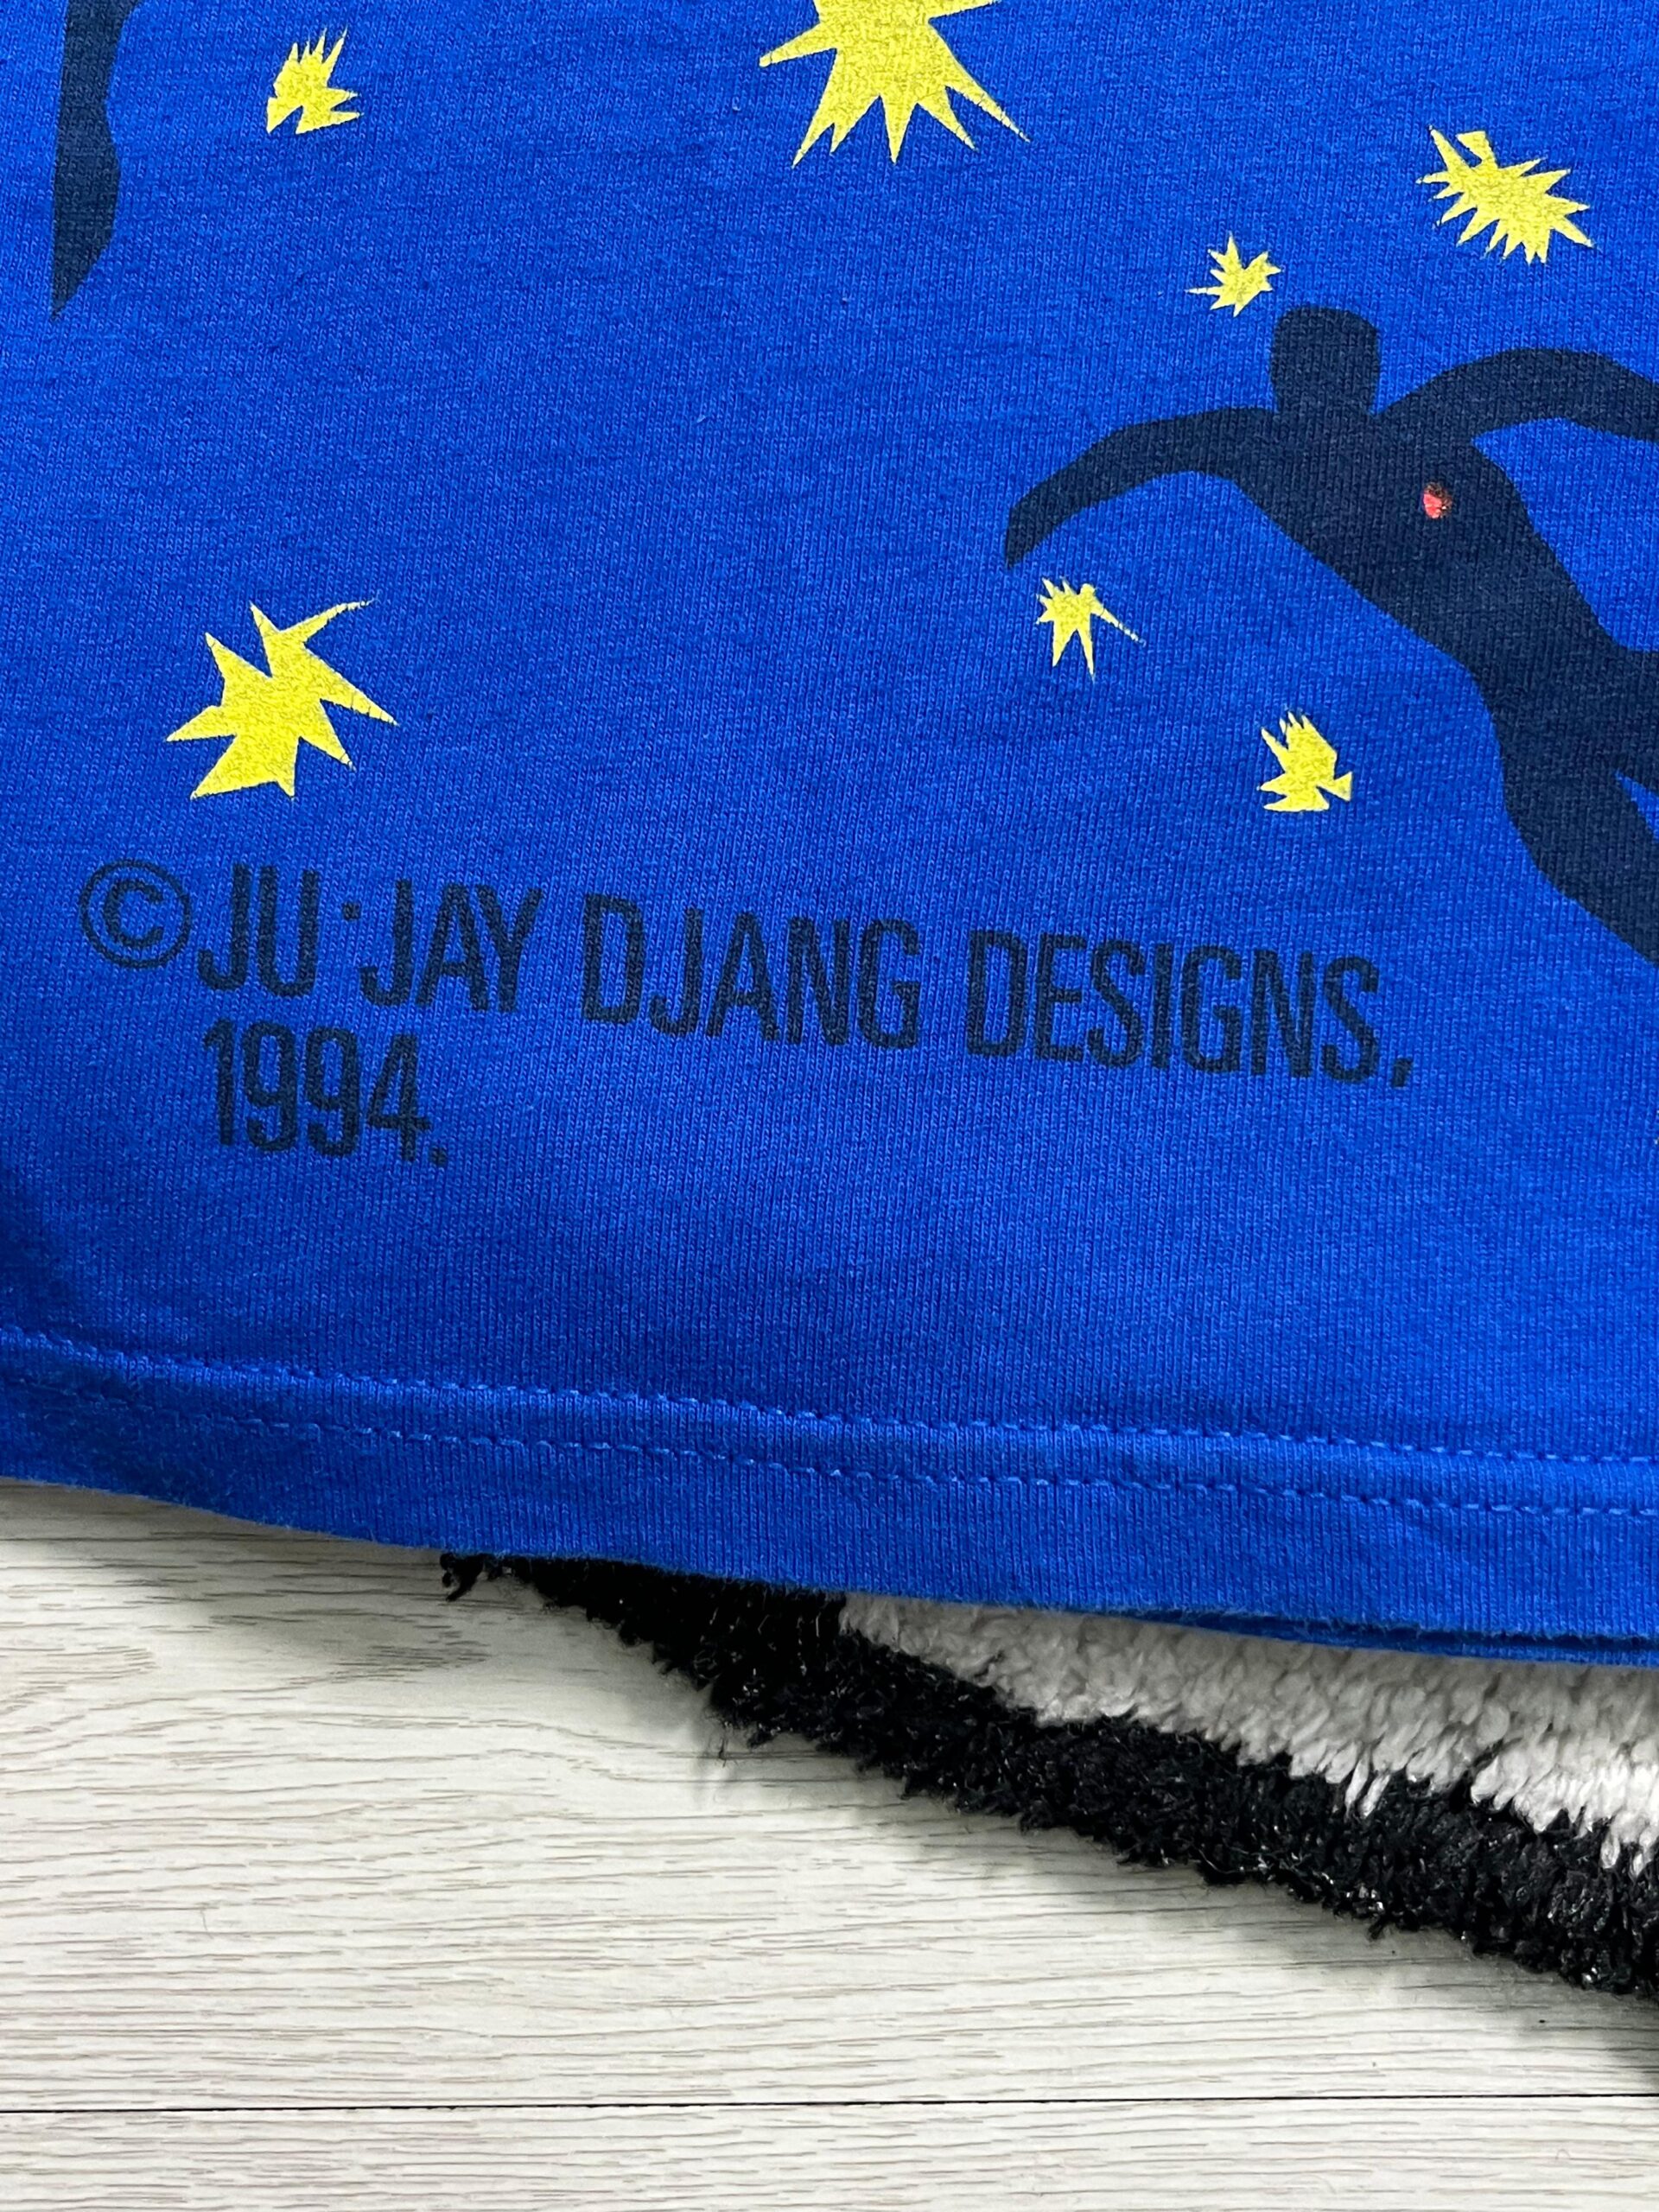 ©JU·JAY DJANG DESIGNS,
1994.